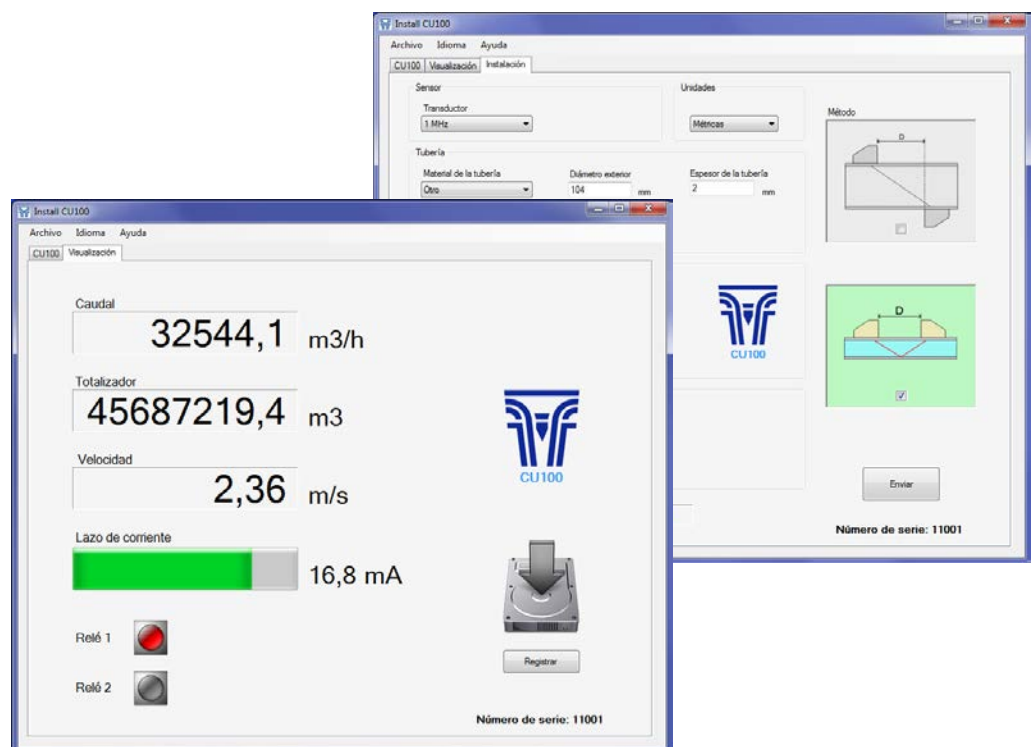 Install CU100
Archivo Idioma Ayuda
CU100 Visualización Instalación
Sensor
Transductor
1 MHz
Unidades
Métricas
Método
D
Tubería
Material de la tubería
Otro
Diámetro exterior
104 mm
Espesor de la tubería
2 mm
CU100
D
Enviar
Número de serie: 11001
Install CU100
Archivo Idioma Ayuda
CU100 Visualización
Caudal
32544,1 m3/h
Totalizador
45687219,4 m3
Velocidad
2,36 m/s
Lazo de corriente
16,8 mA
Relé 1
Relé 2
CU100
Registrar
Número de serie: 11001